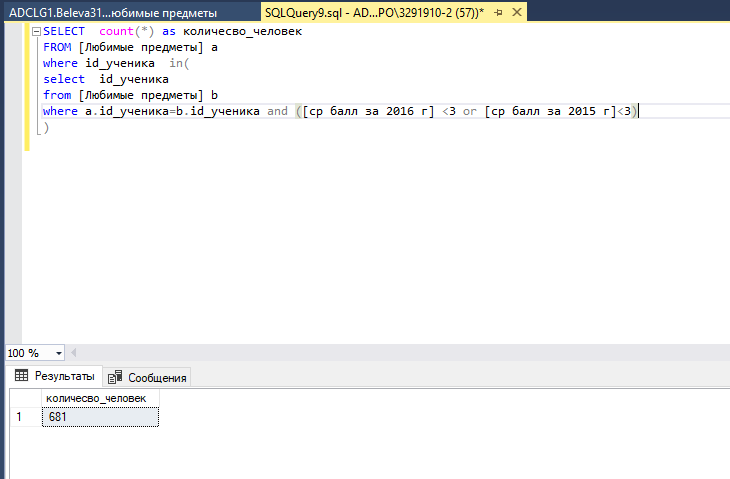 ADCLG1.Beleva31...юбимые предметы
SQLQuery9.sql - AD...PO\3291910-2 (57))*
SELECT count(*) as количесво_человек
FROM [Любимые предметы] a
where id_ученика in(
select id_ученика
from [Любимые предметы] b
where a.id_ученика=b.id_ученика and ([ср балл за 2016 г] <3 or [ср балл за 2015 г]<3)
)
100 %
Результаты
Сообщения
количесво_человек
1 681